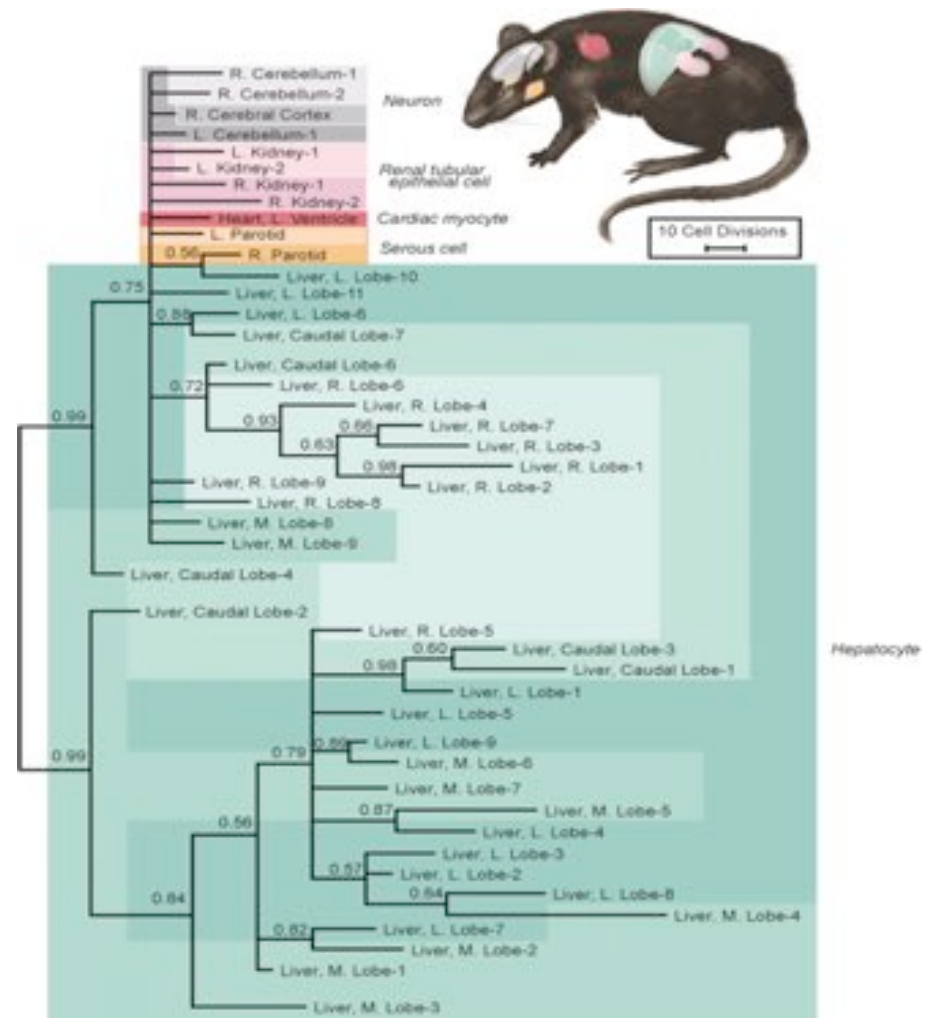 R. Cerebellum-1
R. Cerebellum-2
Neuron
R. Cerebral Cortex
L. Cerebellum-1
L. Kidney-1
L. Kidney-2
Renal tubular
epithelial cell
R. Kidney-1
R. Kidney-2
Heart, L. Ventricle
Cardiac myocyte
L. Parotid
10 Cell Divisions
Serous cell
0.56
R. Parotid
Liver, L. Lobe-10
0.75
Liver, L. Lobe-11
0.88
Liver, L. Lobe-6
Liver, Caudal Lobe-7
Liver, Caudal Lobe-6
0.72
Liver, R. Lobe-6
Liver, R. Lobe-4
0.99
0.93
0.66
Liver, R. Lobe-7
0.63
Liver, R. Lobe-3
0.98
Liver, R. Lobe-1
Liver, R. Lobe-9
Liver, R. Lobe-2
Liver, R. Lobe-8
Liver, M. Lobe-8
Liver, M. Lobe-9
Liver, Caudal Lobe-4
Liver, Caudal Lobe-2
Liver, R. Lobe-5
0.60
Liver, Caudal Lobe-3
Hepatocyte
0.98
Liver, Caudal Lobe-1
Liver, L. Lobe-1
Liver, L. Lobe-5
0.99
0.79
0.89
Liver, L. Lobe-9
Liver, M. Lobe-6
Liver, M. Lobe-7
0.87
Liver, M. Lobe-5
0.56
Liver, L. Lobe-4
Liver, L. Lobe-3
0.57
Liver, L. Lobe-2
0.84
0.64
Liver, L. Lobe-8
Liver, M. Lobe-4
0.82
Liver, L. Lobe-7
Liver, M. Lobe-2
Liver, M. Lobe-1
Liver, M. Lobe-3